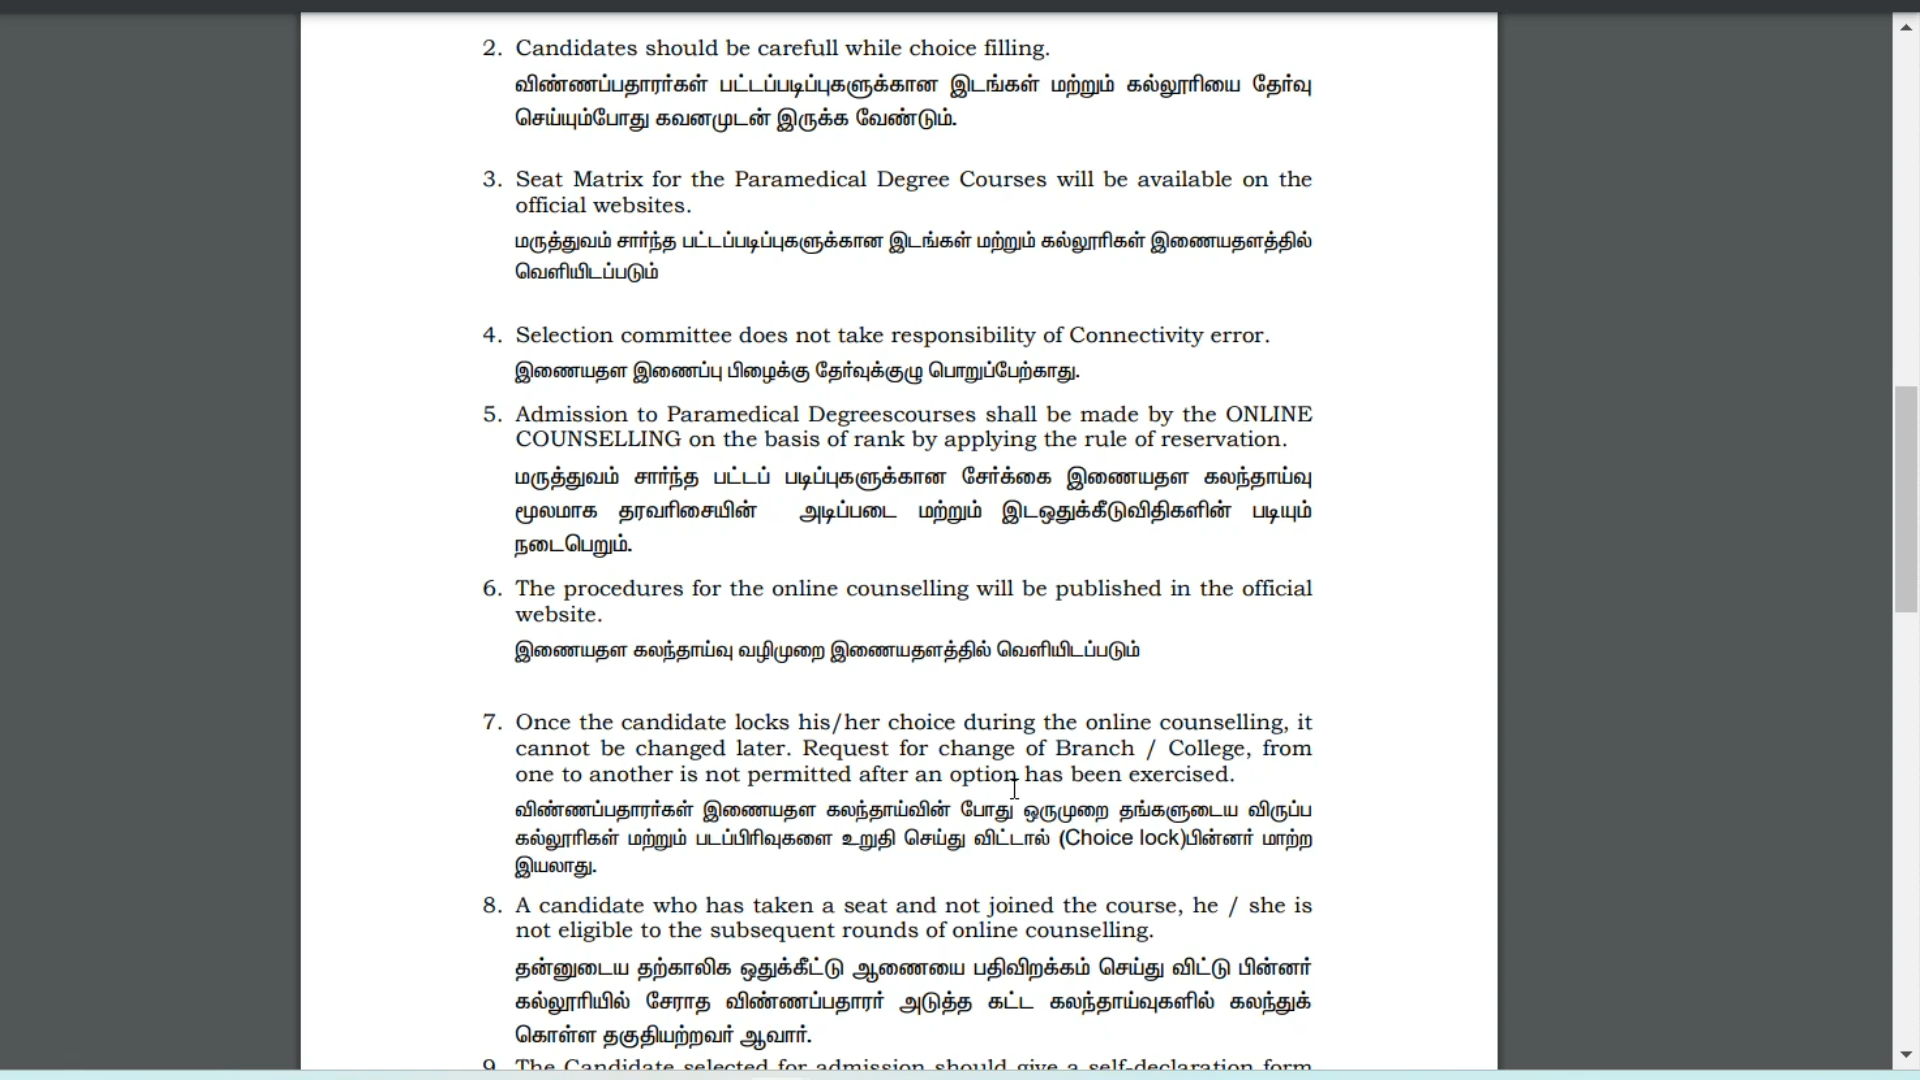 2. Candidates should be carefull while choice filling.
விண்ணப்பதாரர்கள் பட்டப்படிப்புகளுக்கான இடங்கள் மற்றும் கல்லூரியை தேர்வு
செய்யும்போது கவனமுடன் இருக்க வேண்டும்.
3. Seat Matrix for the Paramedical Degree Courses will be available on the
official websites.
மருத்துவம் சார்ந்த பட்டப்படிப்புகளுக்கான இடங்கள் மற்றும் கல்லூரிகள் இணையதளத்தில்
வெளியிடப்படும்
4. Selection committee does not take responsibility of Connectivity error.
இணையதள இணைப்பு பிழைக்கு தேர்வுக்குழு பொறுப்பேற்காது.
5. Admission to Paramedical Degreescourses shall be made by the ONLINE
COUNSELLING on the basis of rank by applying the rule of reservation.
மருத்துவம் சார்ந்த பட்டப் படிப்புகளுக்கான சேர்க்கை இணையதள கலந்தாய்வு
மூலமாக தரவரிசையின் அடிப்படை மற்றும் இடஒதுக்கீடுவிதிகளின் படியும்
நடைபெறும்.
6. The procedures for the online counselling will be published in the official
website.
இணையதள கலந்தாய்வு வழிமுறை இணையதளத்தில் வெளியிடப்படும்
7. Once the candidate locks his/her choice during the online counselling, it
cannot be changed later. Request for change of Branch / College, from
one to another is not permitted after an option has been exercised.
விண்ணப்பதாரர்கள் இணையதள கலந்தாய்வின் போது ஒருமுறை தங்களுடைய விருப்ப
கல்லூரிகள் மற்றும் படப்பிரிவுகளை உறுதி செய்து விட்டால் (Choice lock)பின்னர் மாற்ற
இயலாது.
8. A candidate who has taken a seat and not joined the course, he / she is
not eligible to the subsequent rounds of online counselling.
தன்னுடைய தற்காலிக ஒதுக்கீட்டு ஆணையை பதிவிறக்கம் செய்து விட்டு பின்னர்
கல்லூரியில் சேராத விண்ணப்பதாரர் அடுத்த கட்ட கலந்தாய்வுகளில் கலந்துக்
கொள்ள தகுதியற்றவர் ஆவார்.
9. The Candidate selected for admission should give a self-declaration form